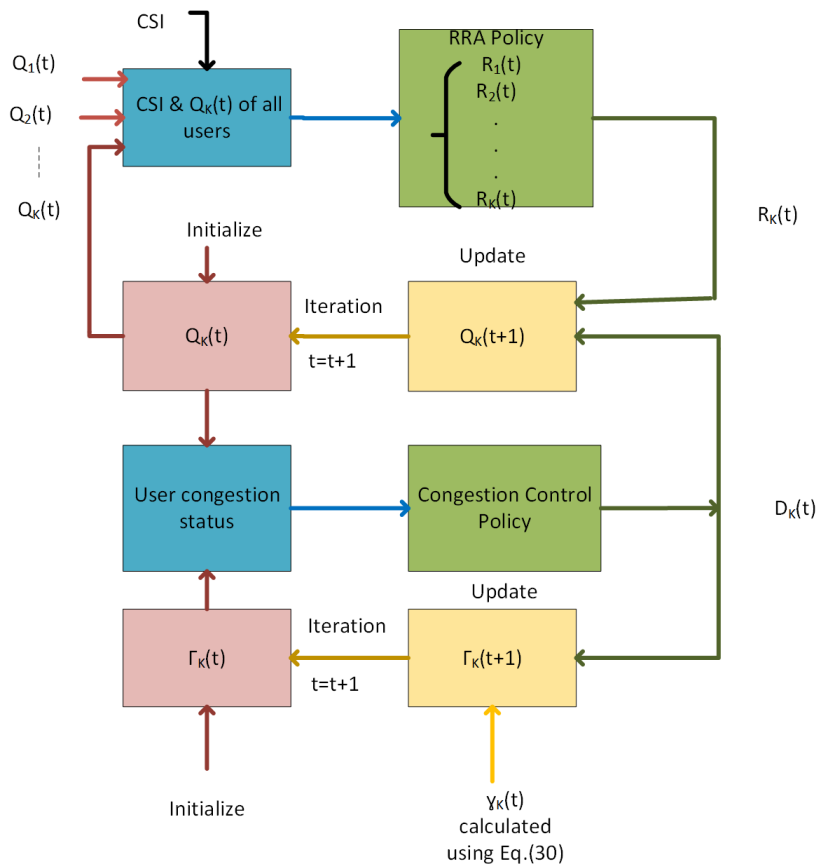 CSI
RRA Policy
Q₁(t)
R₁(t)
CSI & Qₖ(t) of all
users
R₂(t)
Q₂(t)
.
.
.
Qₖ(t)
Rₖ(t)
Rₖ(t)
Initialize
Update
Iteration
Qₖ(t)
Qₖ(t+1)
t=t+1
User congestion
status
Congestion Control
Policy
Dₖ(t)
Update
Iteration
Γₖ(t)
Γₖ(t+1)
t=t+1
Initialize
ɣₖ(t)
calculated
using Eq.(30)